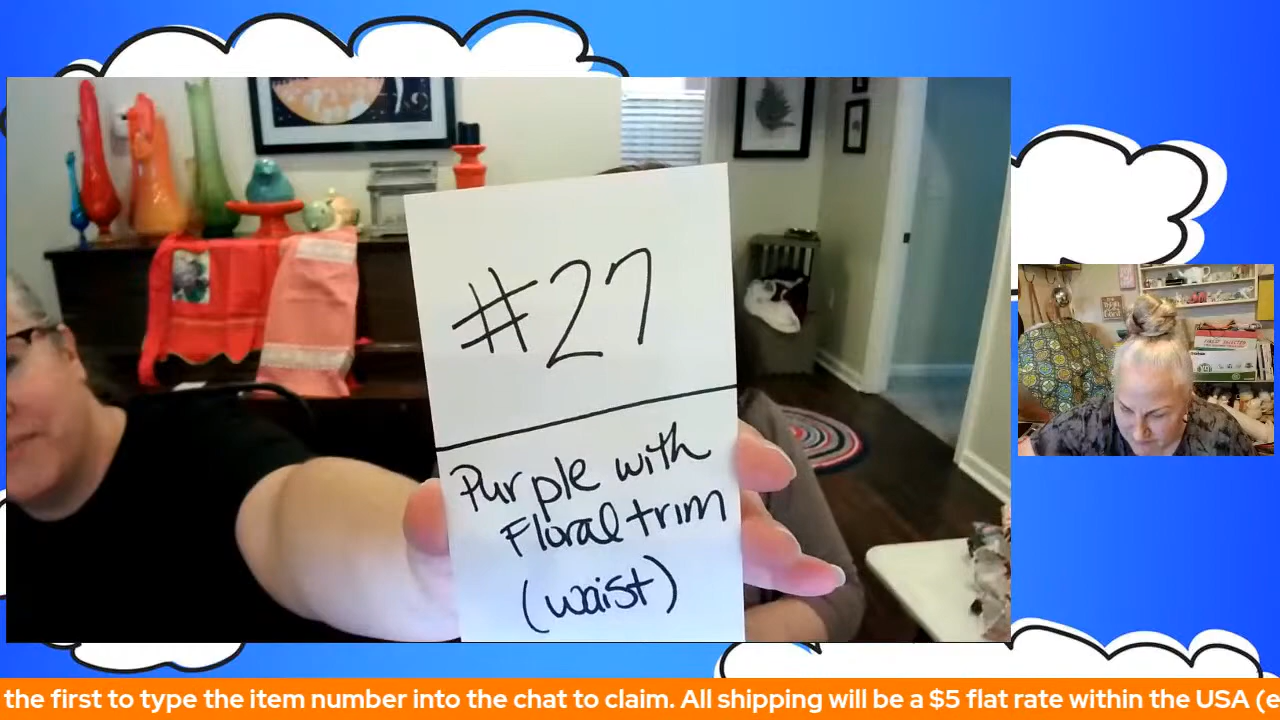 #27
Purple with
Floral trim
(waist)
the first to type the item number into the chat to claim. All shipping will be a $5 flat rate within the USA (e